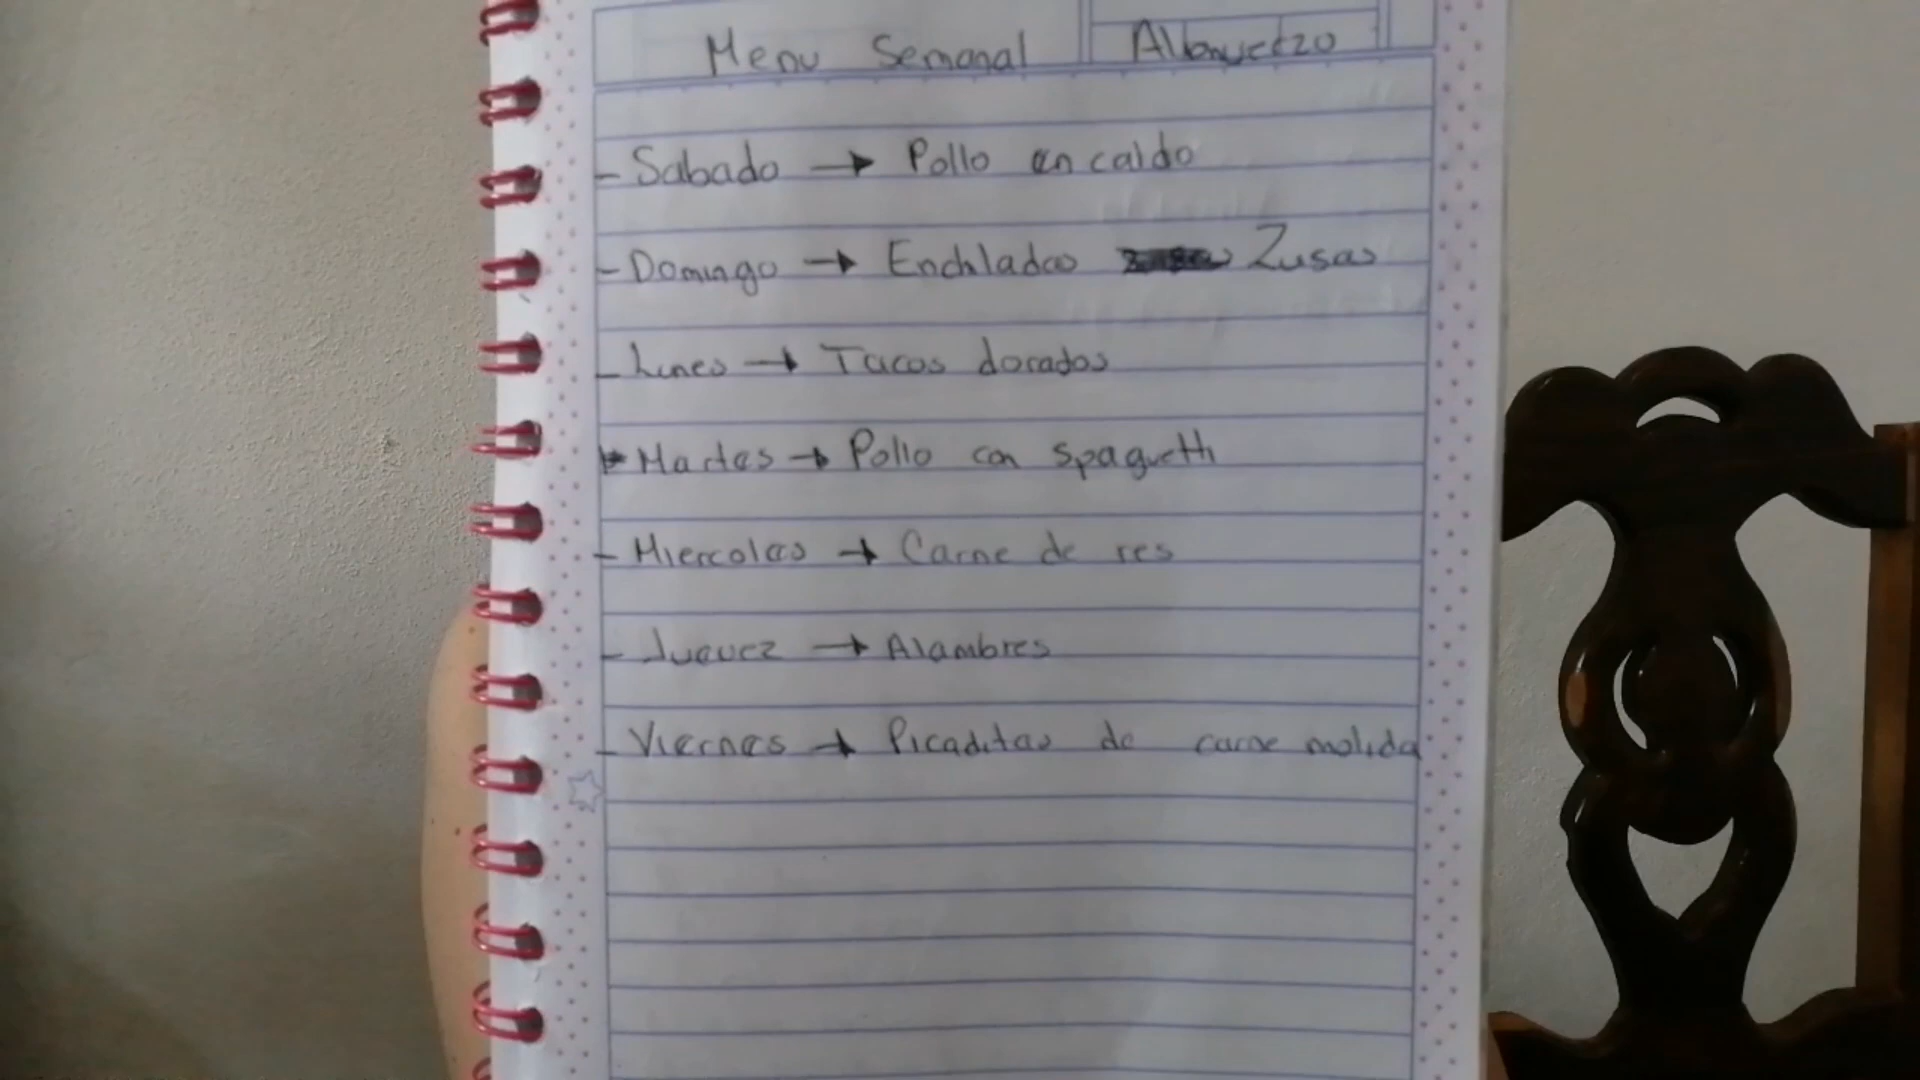 Menu Semanal Albmuerzo
- Sabado → Pollo en caldo
- Domingo → Enchiladas Zusas
- Lunes → Tacos dorados
- Martes → Pollo con spaguetti
- Miercoles → Carne de res
- Juevez → Alambres
- Viernes → Picaditas de carne molida